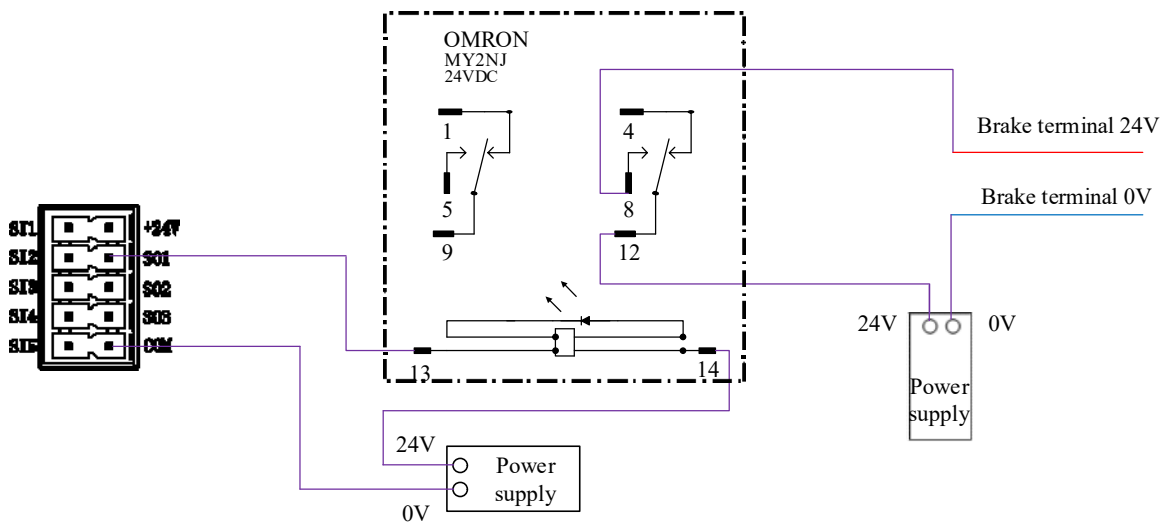 OMRON
MY2NJ
24VDC
1
4
5
8
9
12
13
14
Brake terminal 24V
Brake terminal 0V
SI1
+24V
SI2
SO1
SI3
SO2
SI4
SO3
SI5
COM
24V
0V
Power
supply
24V
0V
Power
supply